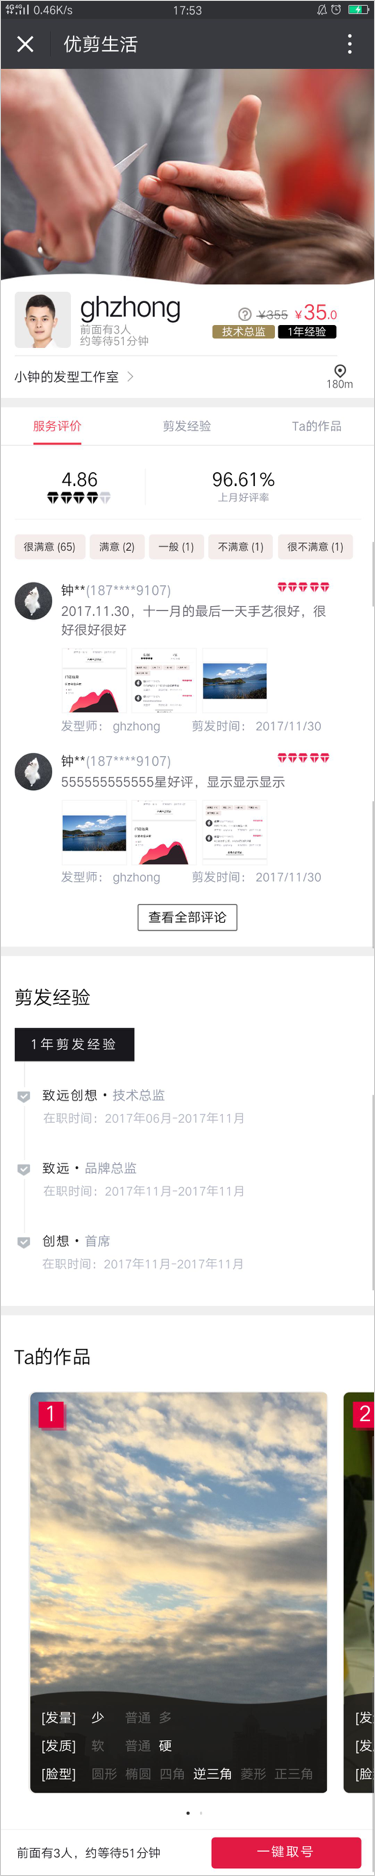 4G 4G 0.46K/s 17:53
优剪生活
ghzhong
前面有3人
约等待51分钟
¥355 ¥35.0
技术总监 1年经验
小钟的发型工作室
180m
服务评价 剪发经验 Ta的作品
4.86 96.61%
上月好评率
很满意 (65) 满意 (2) 一般 (1) 不满意 (1) 很不满意 (1)
钟**(187****9107)
2017.11.30，十一月的最后一天手艺很好，很
好很好很好
发型师： ghzhong 剪发时间： 2017/11/30
钟**(187****9107)
555555555555星好评，显示显示显示
发型师： ghzhong 剪发时间： 2017/11/30
查看全部评论
剪发经验
1年剪发经验
致远创想·技术总监
在职时间：2017年06月-2017年11月
致远·品牌总监
在职时间：2017年11月-2017年11月
创想·首席
在职时间：2017年11月-2017年11月
Ta的作品
1
2
[发量] 少 普通 多
[发质] 软 普通 硬
[脸型] 圆形 椭圆 四角 逆三角 菱形 正三角
[发
[发
[脸
前面有3人，约等待51分钟
一键取号